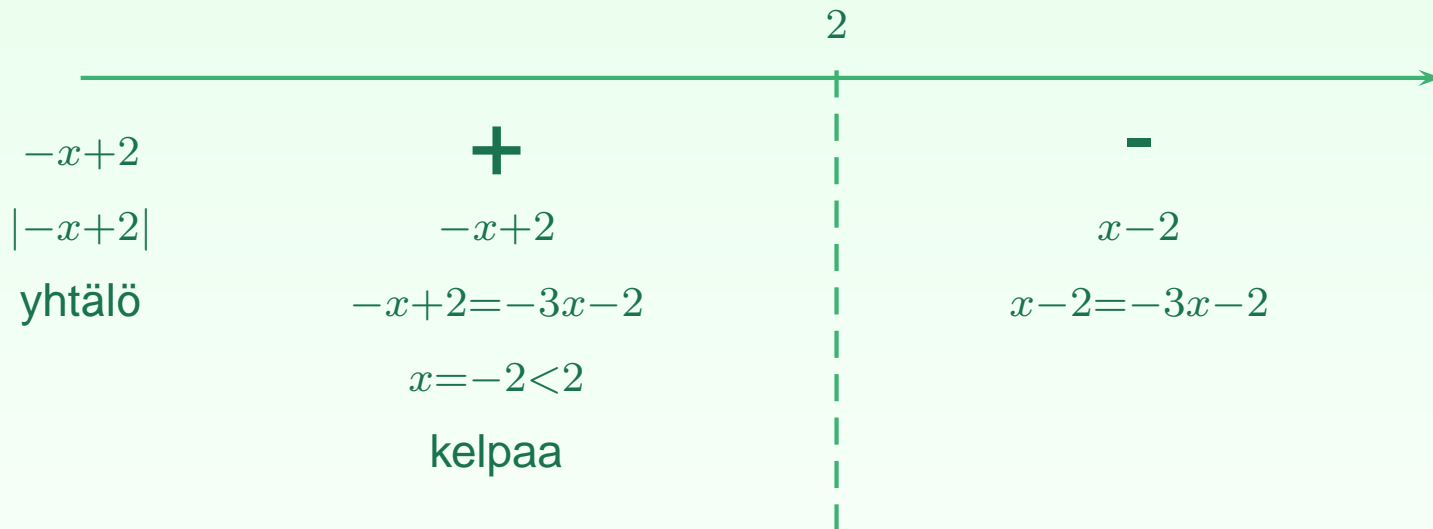 2
−x+2 + -
|−x+2| −x+2 x−2
yhtälö −x+2=−3x−2 x−2=−3x−2
x=−2<2
kelpaa